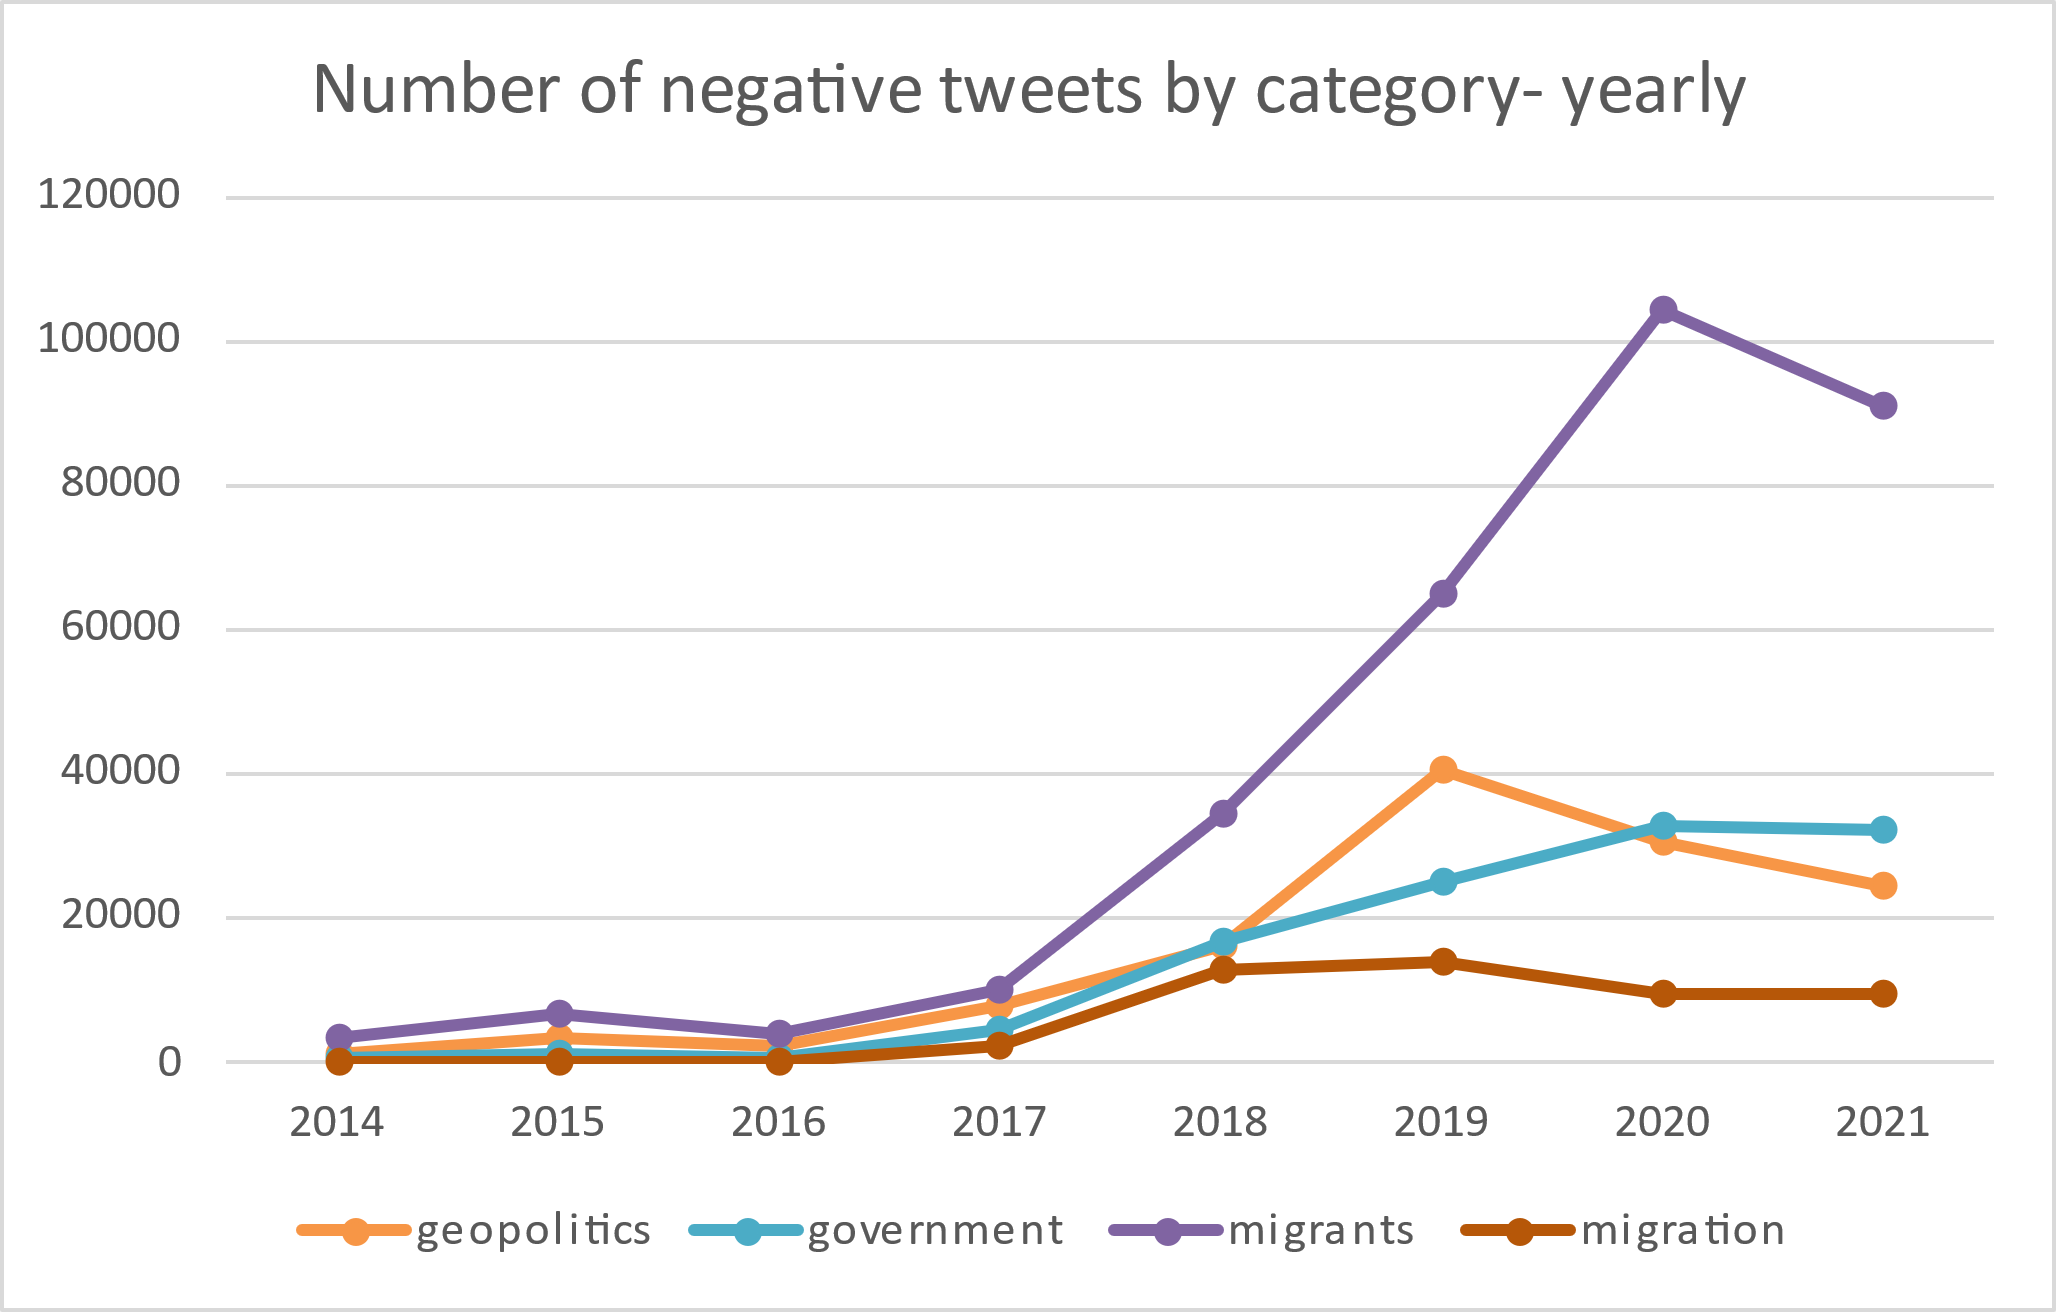 Number of negative tweets by category- yearly
120000
100000
80000
60000
40000
20000
0
2014 2015 2016 2017 2018 2019 2020 2021
geopolitics government migrants migration